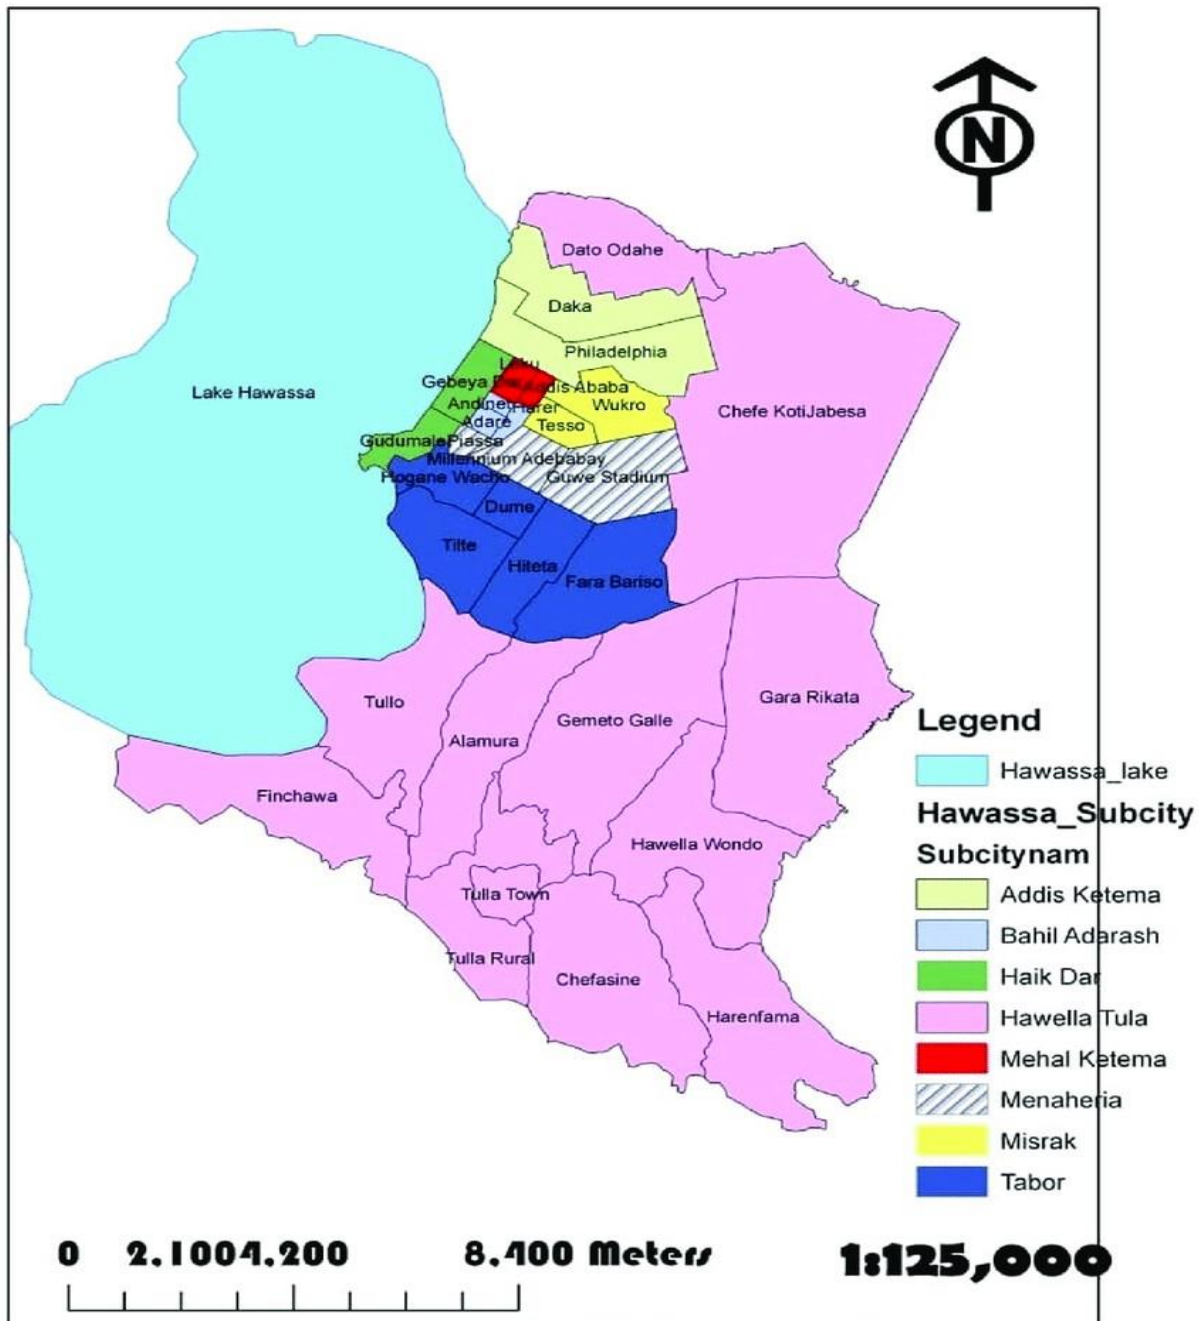 N
Dato Odahe
Daka
Philadelphia
Lake Hawassa
Gebeya
Addis Ababa
Wukro
Chefe KotiJabesa
Harer
Adare
Tesso
Gudumale
Piassa
Millennium Adebabay
Hogane Wacho
Guwe Stadium
Dume
Tilte
Hiteta
Fara Bariso
Tullo
Alamura
Gemeto Galle
Gara Rikata
Finchawa
Hawella Wondo
Tulla Town
Tulla Rural
Chefasine
Harenfama
Legend
Hawassa_lake
Hawassa_Subcity
Subcitynam
Addis Ketema
Bahil Adarash
Haik Dar
Hawella Tula
Mehal Ketema
Menaheria
Misrak
Tabor
0 2.1004.200 8.400 Meters
1:125,000